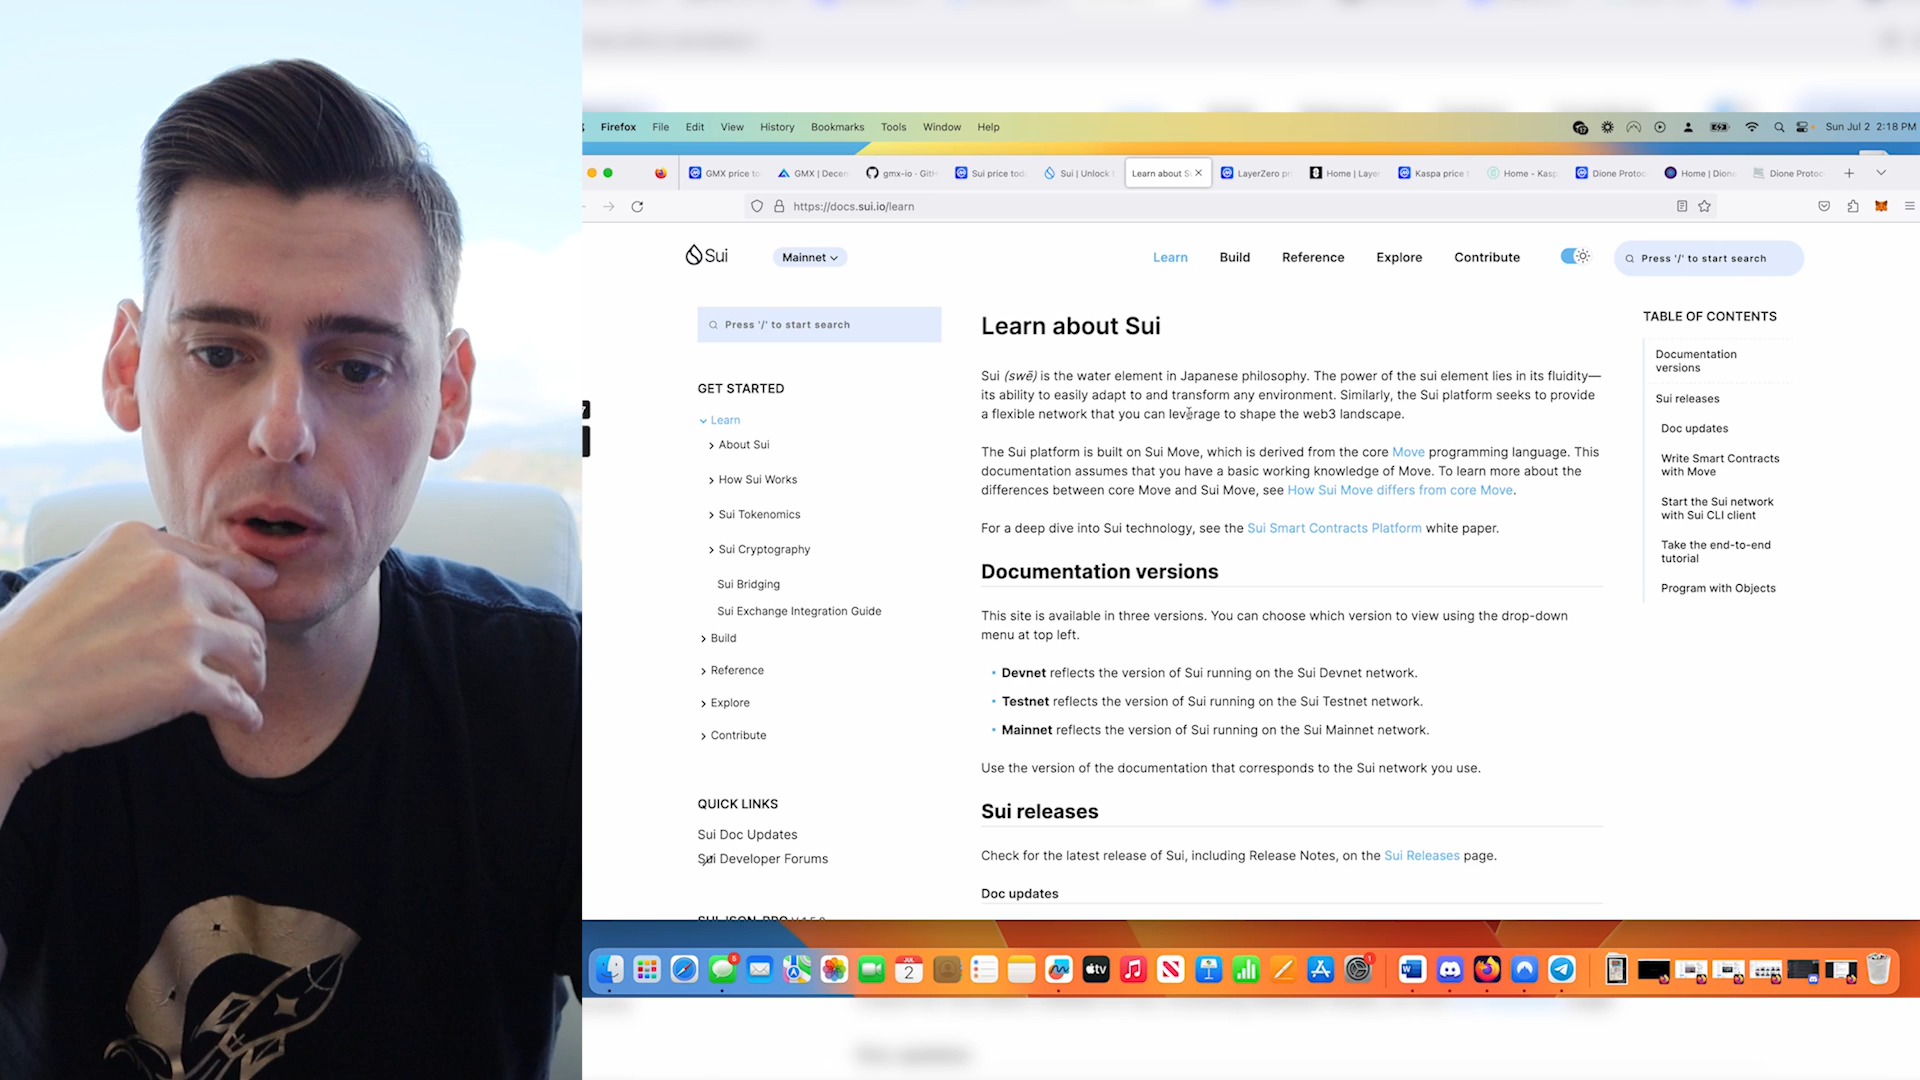 Firefox File Edit View History Bookmarks Tools Window Help Sun Jul 2 2:18 PM
GMX price to GMX | Decen gmx-io - GitH Sui price tod Sui | Unlock Learn about S LayerZero pr Home | Laye Kaspa price Home - Kasp Dione Protoc Home | Dione Dione Protoc
https://docs.sui.io/learn
Sui Mainnet Learn Build Reference Explore Contribute Press '/' to start search
Press '/' to start search
GET STARTED
Learn
About Sui
How Sui Works
Sui Tokenomics
Sui Cryptography
Sui Bridging
Sui Exchange Integration Guide
Build
Reference
Explore
Contribute
QUICK LINKS
Sui Doc Updates
Sui Developer Forums
Learn about Sui
Sui (swē) is the water element in Japanese philosophy. The power of the sui element lies in its fluidity—
its ability to easily adapt to and transform any environment. Similarly, the Sui platform seeks to provide
a flexible network that you can leverage to shape the web3 landscape.
The Sui platform is built on Sui Move, which is derived from the core Move programming language. This
documentation assumes that you have a basic working knowledge of Move. To learn more about the
differences between core Move and Sui Move, see How Sui Move differs from core Move.
For a deep dive into Sui technology, see the Sui Smart Contracts Platform white paper.
Documentation versions
This site is available in three versions. You can choose which version to view using the drop-down
menu at top left.
• Devnet reflects the version of Sui running on the Sui Devnet network.
• Testnet reflects the version of Sui running on the Sui Testnet network.
• Mainnet reflects the version of Sui running on the Sui Mainnet network.
Use the version of the documentation that corresponds to the Sui network you use.
Sui releases
Check for the latest release of Sui, including Release Notes, on the Sui Releases page.
Doc updates
TABLE OF CONTENTS
Documentation
versions
Sui releases
Doc updates
Write Smart Contracts
with Move
Start the Sui network
with Sui CLI client
Take the end-to-end
tutorial
Program with Objects
5
JUL
2
tv
1
W